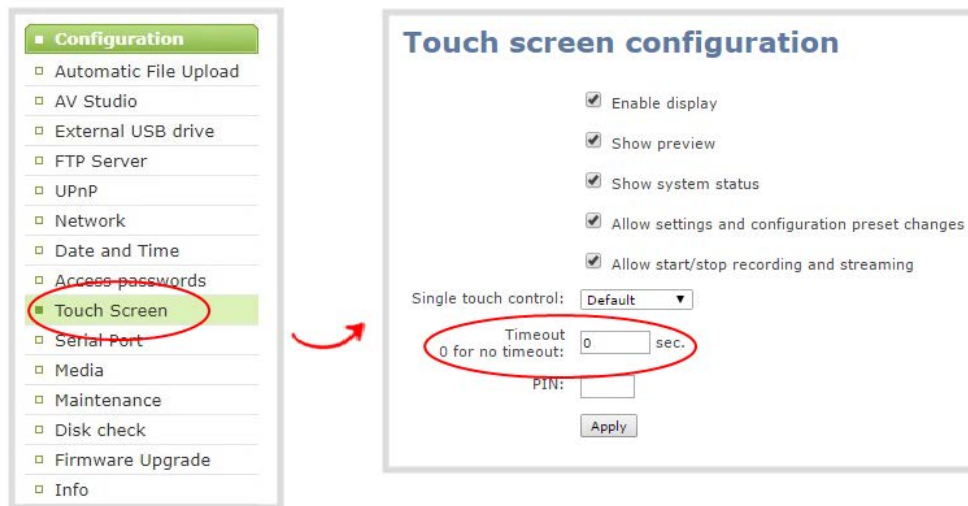 Configuration
Automatic File Upload
AV Studio
External USB drive
FTP Server
UPnP
Network
Date and Time
Access passwords
Touch Screen
Serial Port
Media
Maintenance
Disk check
Firmware Upgrade
Info
Touch screen configuration
Enable display
Show preview
Show system status
Allow settings and configuration preset changes
Allow start/stop recording and streaming
Single touch control: Default
Timeout
0 for no timeout: 0 sec.
PIN:
Apply